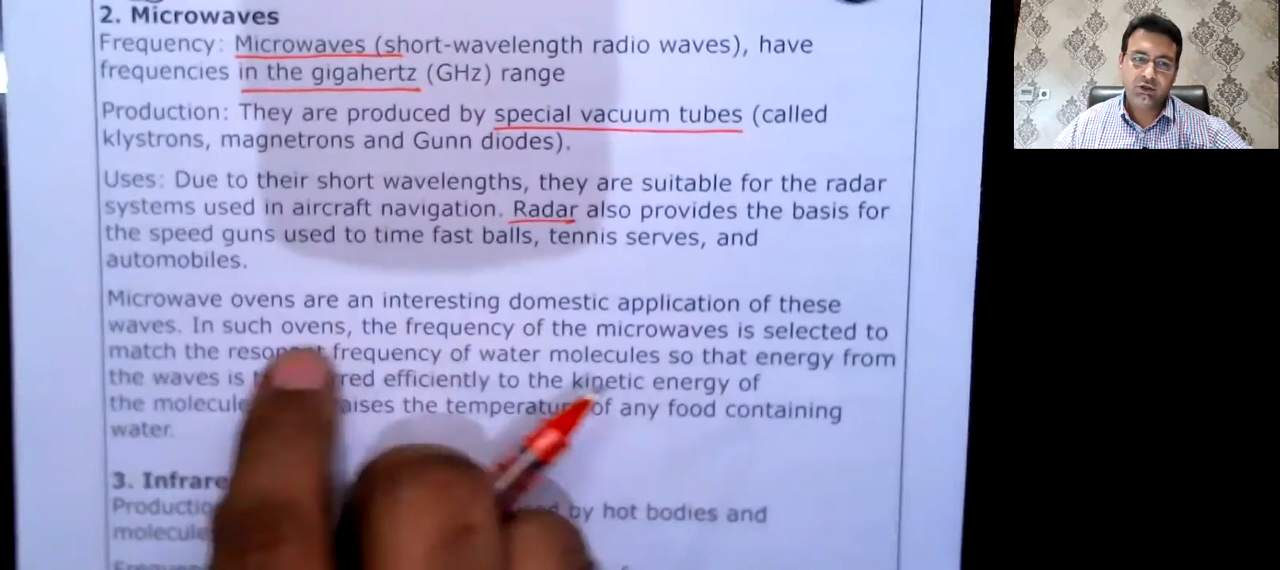 2. Microwaves
Frequency: Microwaves (short-wavelength radio waves), have
frequencies in the gigahertz (GHz) range
Production: They are produced by special vacuum tubes (called
klystrons, magnetrons and Gunn diodes).
Uses: Due to their short wavelengths, they are suitable for the radar
systems used in aircraft navigation. Radar also provides the basis for
the speed guns used to time fast balls, tennis serves, and
automobiles.
Microwave ovens are an interesting domestic application of these
waves. In such ovens, the frequency of the microwaves is selected to
match the resonant frequency of water molecules so that energy from
the waves is efficiently to the kinetic energy of
the the temperature of any food containing
water.
3.
by hot bodies and